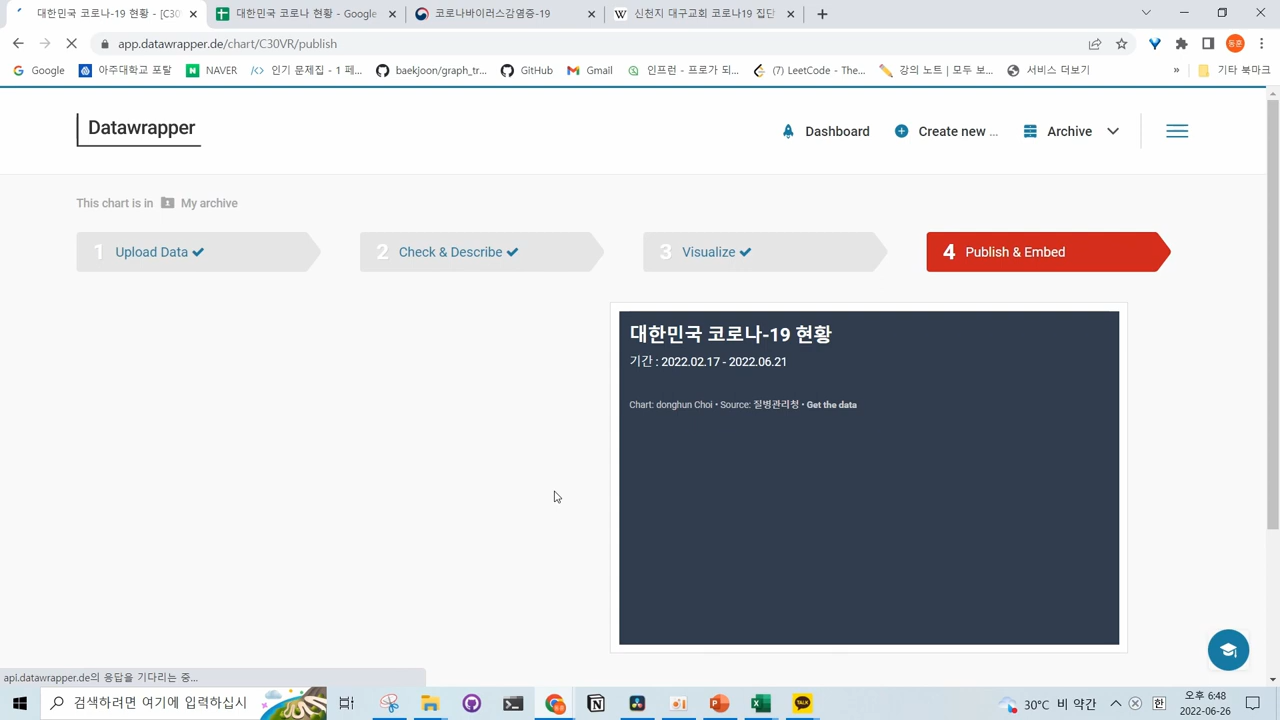 대한민국 코로나 현황 - [C30
대한민국 코로나 현황 - Google
코로나바이러스감염증-19
신천지 대구교회 코로나19 집단
app.datawrapper.de/chart/C30VR/publish
동훈
Google
아주대학교 포탈
NAVER
인기 문제집 - 1 페...
baekjoon/graph_tr...
GitHub
Gmail
인프런 - 프로가 되...
(7) LeetCode - The...
강의 노트 | 모두 보...
서비스 더보기
»
기타 북마크
Datawrapper
Dashboard
Create new ...
Archive
This chart is in My archive
1 Upload Data
2 Check & Describe
3 Visualize
4 Publish & Embed
대한민국 코로나-19 현황
기간 : 2022.02.17 - 2022.06.21
Chart: donghun Choi • Source: 질병관리청 • Get the data
api.datawrapper.de의 응답을 기다리는 중...
검색하려면 여기에 입력하십시
TALK
30°C 비 약간
한
오후 6:48
2022-06-26